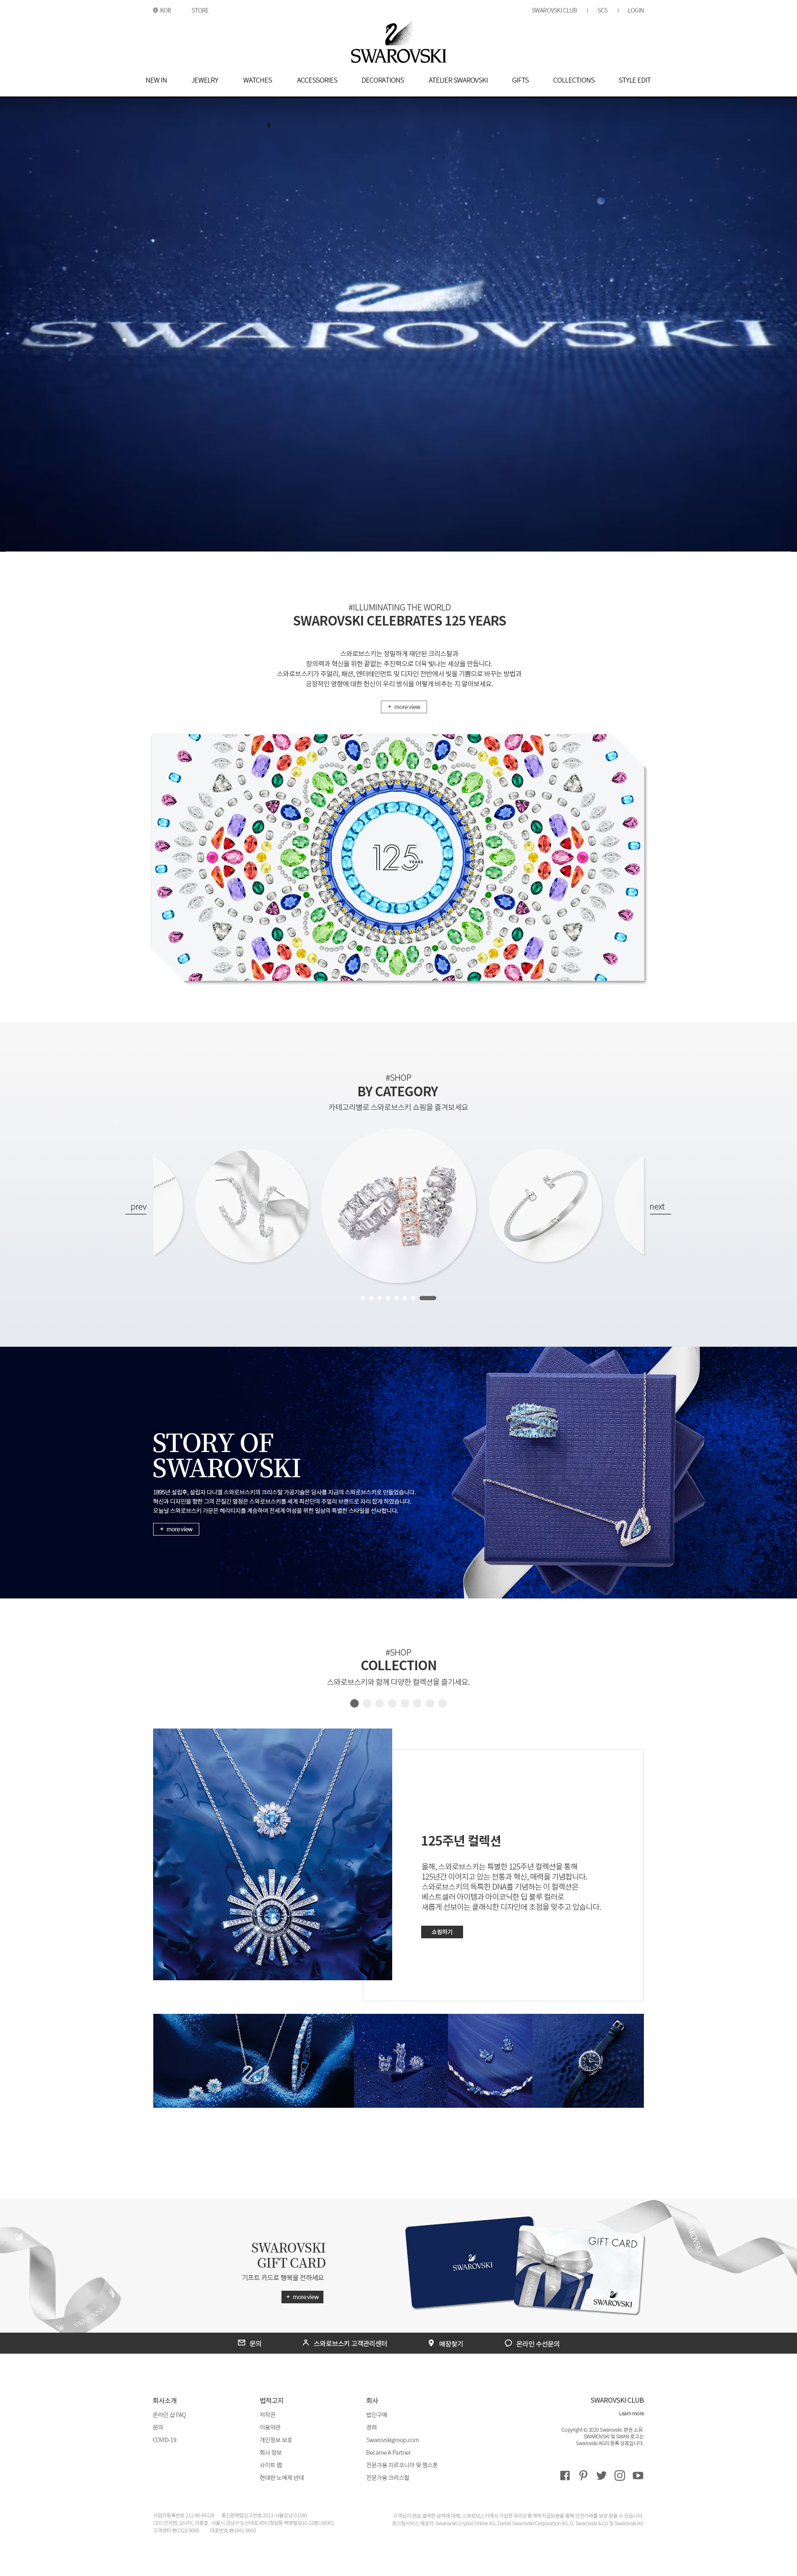 KOR STORE SWAROVSKI CLUB | SCS | LOGIN
SWAROVSKI
NEW IN JEWELRY WATCHES ACCESSORIES DECORATIONS ATELIER SWAROVSKI GIFTS COLLECTIONS STYLE EDIT
SWAROVSKI
#ILLUMINATING THE WORLD
SWAROVSKI CELEBRATES 125 YEARS
스와로브스키는 정밀하게 재단된 크리스탈과
창의력과 혁신을 위한 끝없는 추진력으로 더욱 빛나는 세상을 만듭니다.
스와로브스키가 주얼리, 패션, 엔터테인먼트 및 디자인 전반에서 빛을 기쁨으로 바꾸는 방법과
긍정적인 영향에 대한 헌신이 우리 방식을 어떻게 비추는 지 알아보세요.
+ more view
125 YEARS
#SHOP
BY CATEGORY
카테고리별로 스와로브스키 쇼핑을 즐겨보세요
prev
next
STORY OF
SWAROVSKI
1895년 설립후, 설립자 다니엘 스와로브스키의 크리스탈 가공기술은 당사를 지금의 스와로브스키로 만들었습니다.
혁신과 디자인을 향한 그의 끈질긴 열정은 스와로브스키를 세계 최선단의 주얼리 브랜드로 자리 잡게 하였습니다.
오늘날 스와로브스키 가문은 헤리티지를 계승하며 전세계 여성을 위한 일상의 특별한 스타일을 선사합니다.
+ more view
#SHOP
COLLECTION
스와로브스키와 함께 다양한 컬렉션을 즐기세요.
125주년 컬렉션
올해, 스와로브스키는 특별한 125주년 컬렉션을 통해
125년간 이어지고 있는 전통과 혁신, 매력을 기념합니다.
스와로브스키의 독특한 DNA를 기념하는 이 컬렉션은
베스트셀러 아이템과 아이코닉한 딥 블루 컬러로
새롭게 선보이는 클래식한 디자인에 초점을 맞추고 있습니다.
쇼핑하기
SWAROVSKI
GIFT CARD
기프트 카드로 행복을 전하세요
+ more view
SWAROVSKI
GIFT CARD
SWAROVSKI
문의 스와로브스키 고객관리센터 매장찾기 온라인 수선문의
회사소개
온라인 샵 FAQ
문의
COVID-19
법적고지
저작권
이용약관
개인정보 보호
회사 정보
사이트 맵
현대판 노예제 반대
회사
법인구매
경력
Swarovskigroup.com
Became A Partner
전문가용 지르코니아 및 젬스톤
전문가용 크리스탈
SWAROVSKI CLUB
Learn more
Copyright © 2020 Swarovski. 판권 소유.
SWAROVSKI 및 SWAN 로고는
Swarovski AG의 등록 상표입니다.